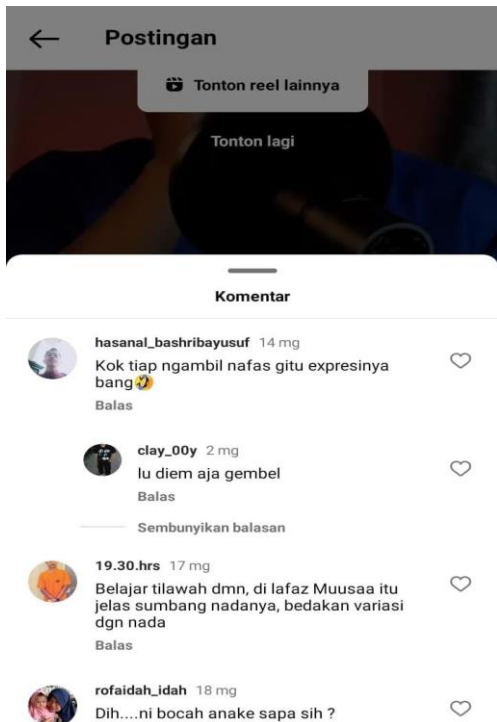 Postingan
Tonton reel lainnya
Tonton lagi
Komentar
hasanal_bashribayusuf 14 mg
Kok tiap ngambil nafas gitu expresinya
bang🤣
Balas
clay_00y 2 mg
lu diem aja gembel
Balas
Sembunyikan balasan
19.30.hrs 17 mg
Belajar tilawah dmn, di lafaz Muusaa itu
jelas sumbang nadanya, bedakan variasi
dgn nada
Balas
rofaidah_idah 18 mg
Dih....ni bocah anake sapa sih ?